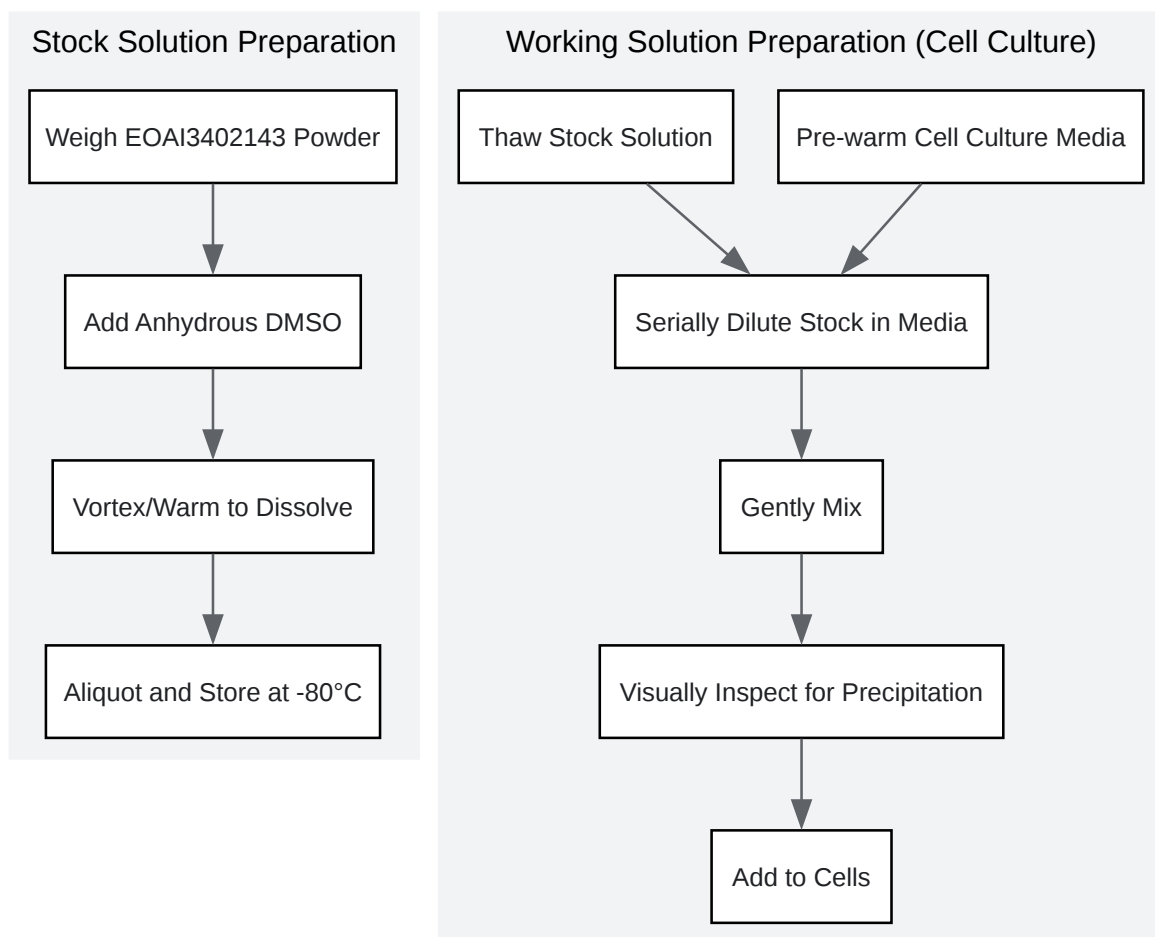 Stock Solution Preparation
Weigh EOAI3402143 Powder
Add Anhydrous DMSO
Vortex/Warm to Dissolve
Aliquot and Store at -80°C
Working Solution Preparation (Cell Culture)
Thaw Stock Solution
Pre-warm Cell Culture Media
Serially Dilute Stock in Media
Gently Mix
Visually Inspect for Precipitation
Add to Cells